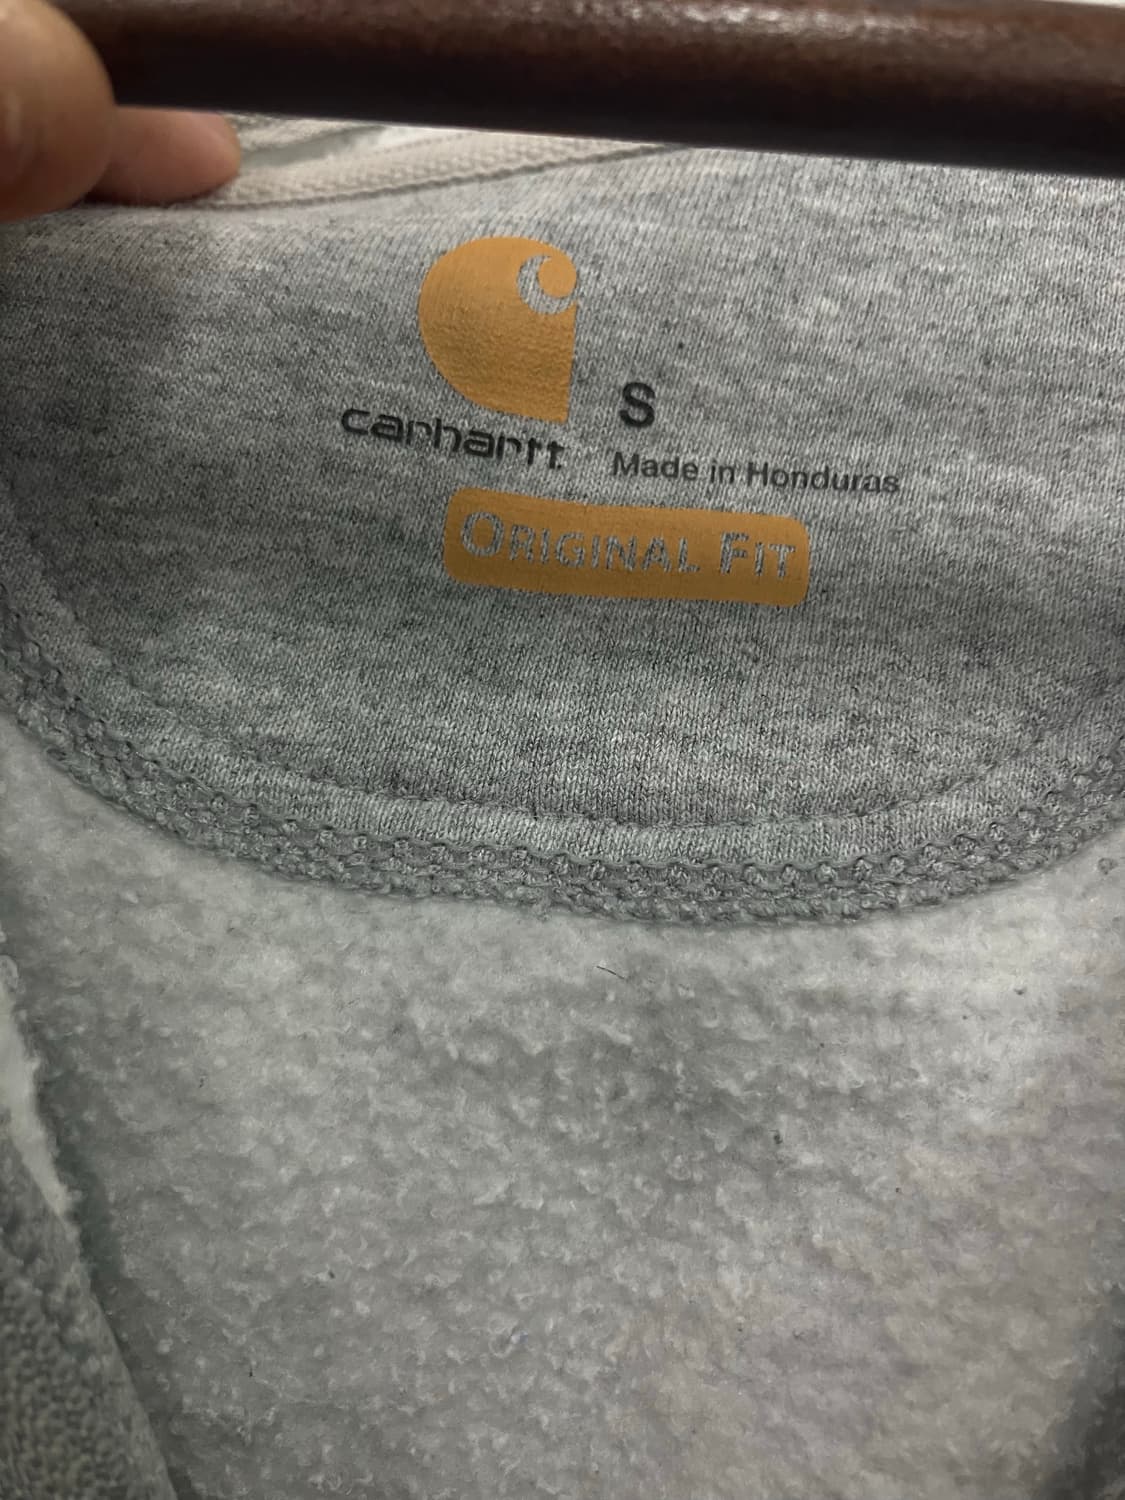 carhartt
S
Made in Honduras
ORIGINAL FIT